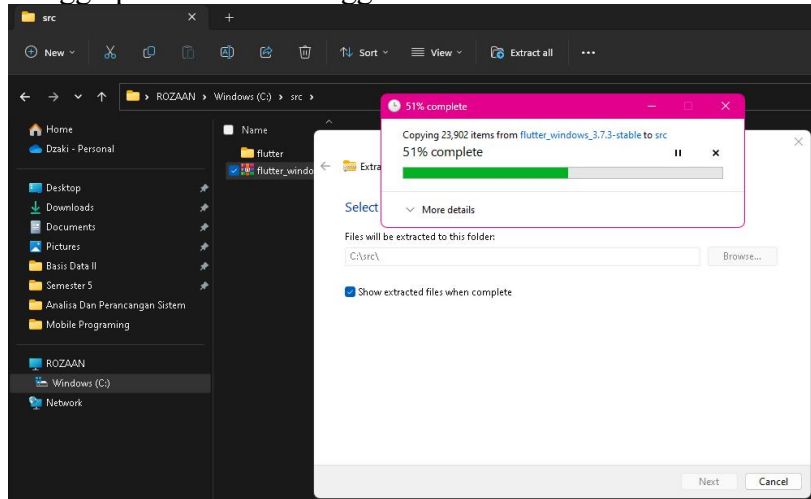 src
New
Sort
View
Extract all
ROZAAN > Windows (C:) > src >
51% complete
Copying 23,902 items from flutter_windows_3.7.3-stable to src
51% complete
More details
Home
Dzaki - Personal
Desktop
Downloads
Documents
Pictures
Basis Data II
Semester 5
Analisa Dan Perancangan Sistem
Mobile Programing
ROZAAN
Windows (C:)
Network
Name
flutter
flutter_windo
Extra
Select
Files will be extracted to this folder:
C:\src\
Browse...
Show extracted files when complete
Next
Cancel